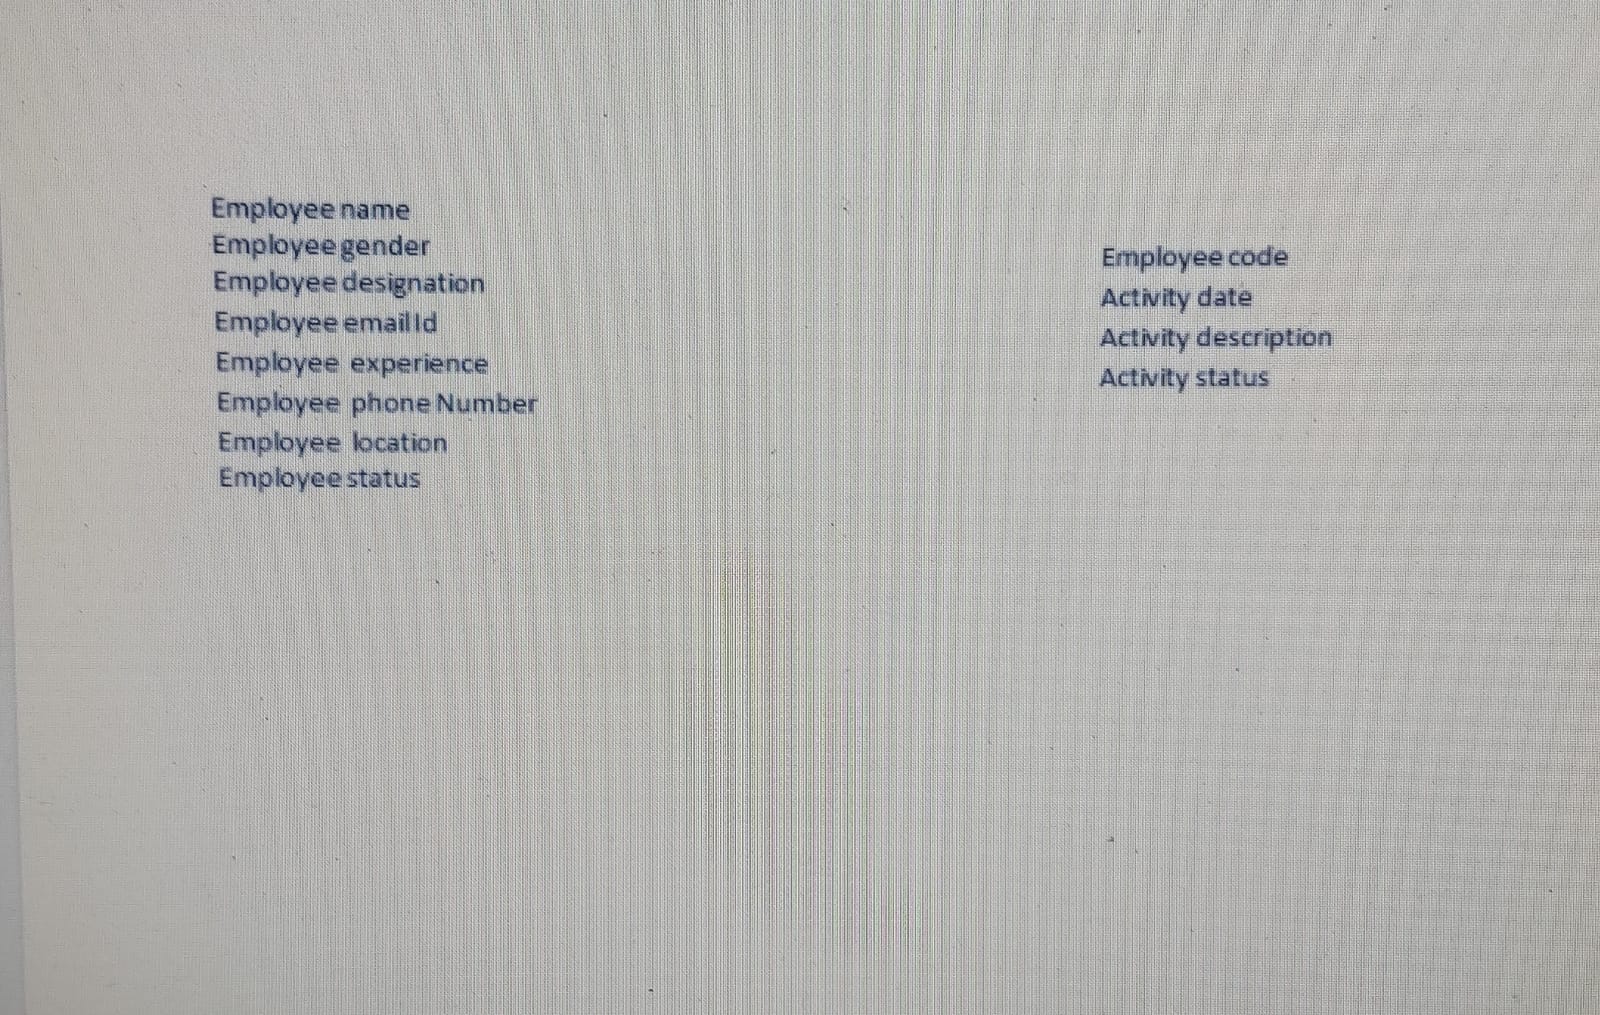 Employee name
Employee gender
Employee designation
Employee email Id
Employee experience
Employee phone Number
Employee location
Employee status
Employee code
Activity date
Activity description
Activity status